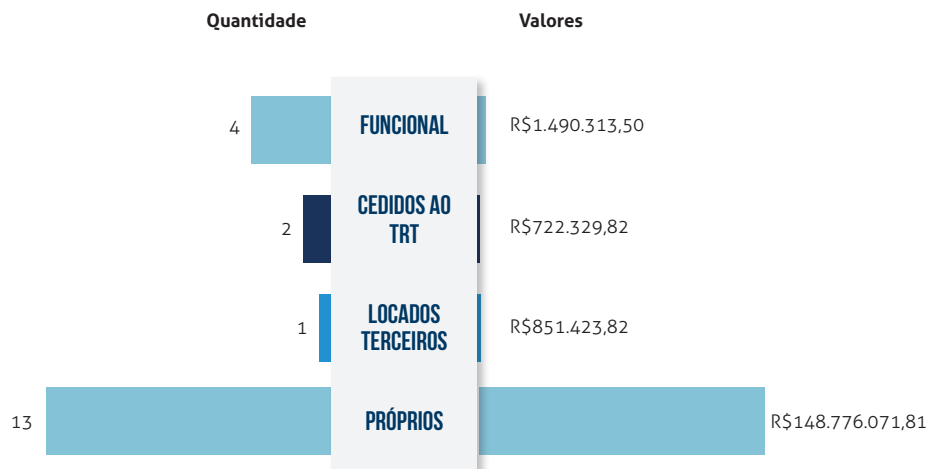 Quantidade Valores
4 FUNCIONAL R$1.490.313,50
CEDIDOS AO
2 TRT R$722.329,82
LOCADOS
1 TERCEIROS R$851.423,82
13 PRÓPRIOS R$148.776.071,81